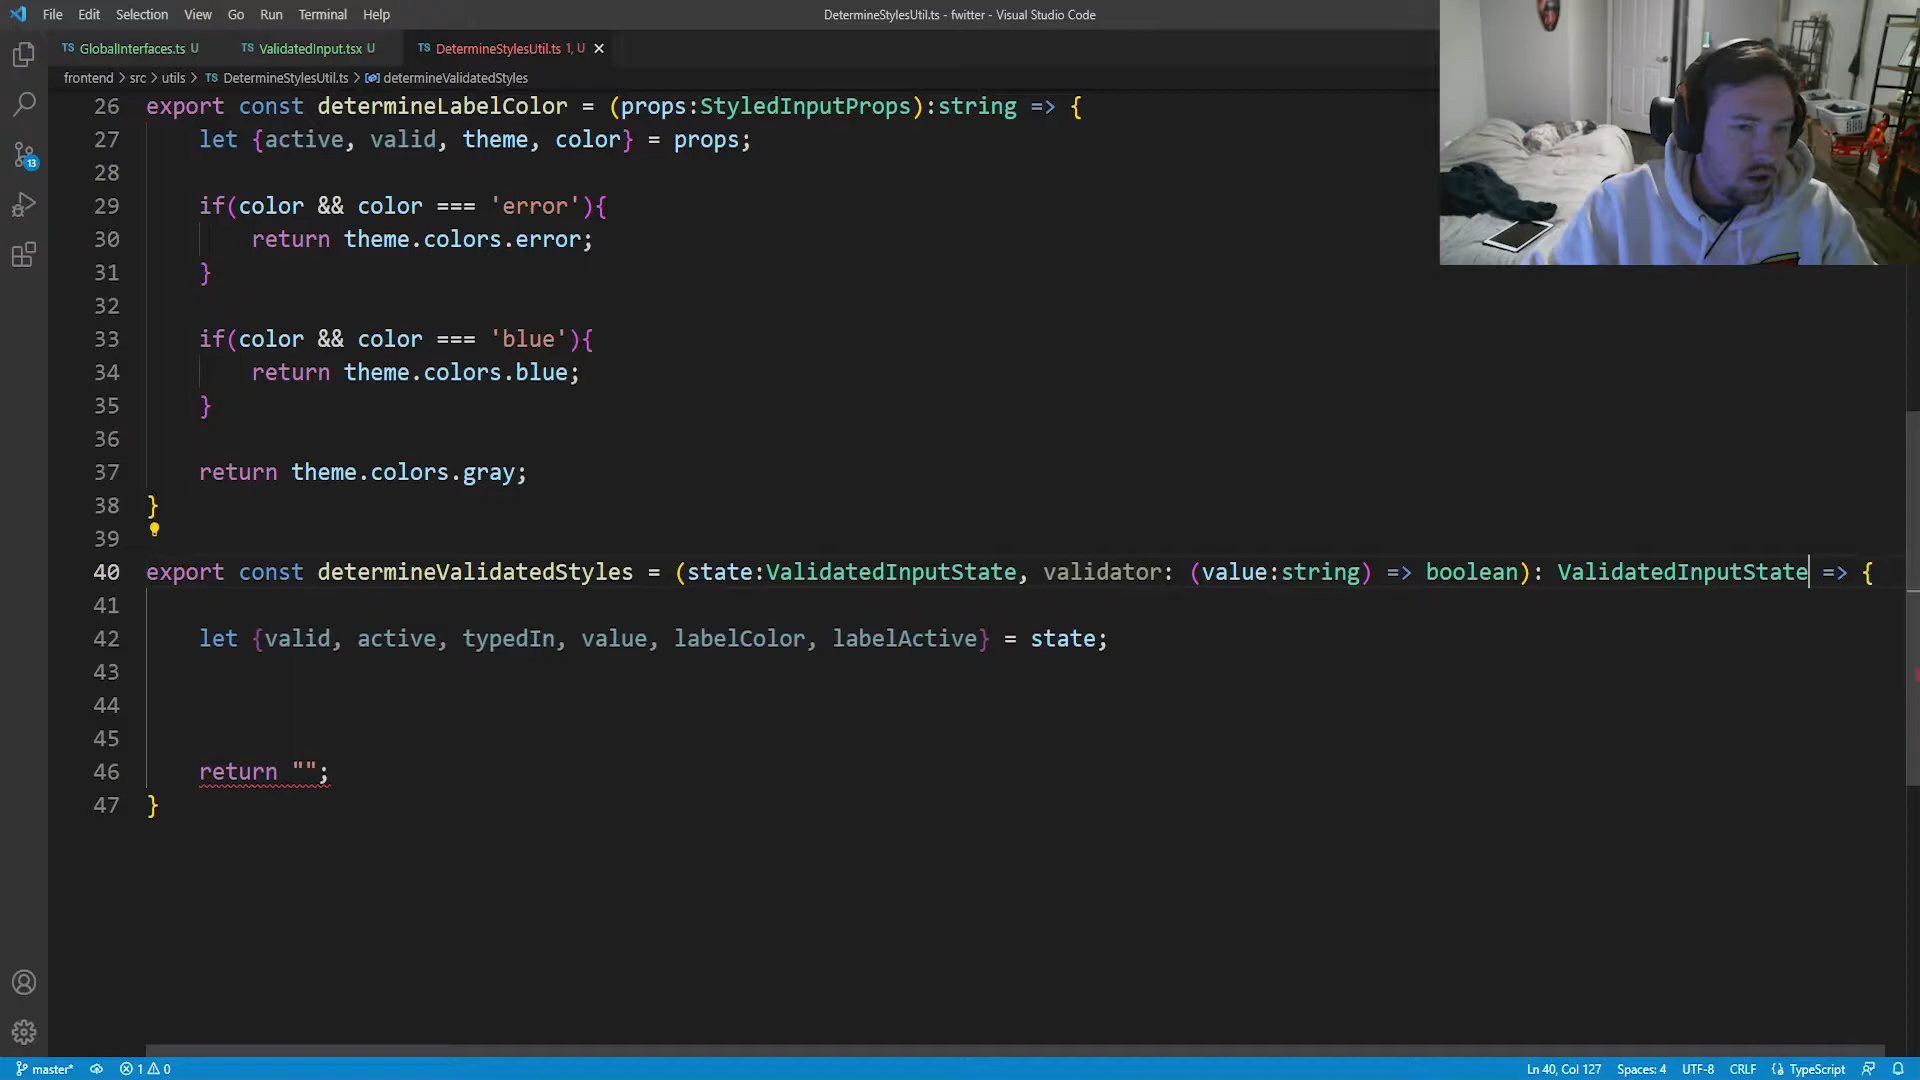 File Edit Selection View Go Run Terminal Help
DetermineStylesUtil.ts - fwitter - Visual Studio Code
TS GlobalInterfaces.ts U
TS ValidatedInput.tsx U
TS DetermineStylesUtil.ts 1, U
frontend > src > utils > TS DetermineStylesUtil.ts > determineValidatedStyles
26 export const determineLabelColor = (props:StyledInputProps):string => {
27 let {active, valid, theme, color} = props;
28
29 if(color && color === 'error'){
30 return theme.colors.error;
31 }
32
33 if(color && color === 'blue'){
34 return theme.colors.blue;
35 }
36
37 return theme.colors.gray;
38 }
39
40 export const determineValidatedStyles = (state:ValidatedInputState, validator: (value:string) => boolean): ValidatedInputState => {
41
42 let {valid, active, typedIn, value, labelColor, labelActive} = state;
43
44
45
46 return "";
47 }
13
master* 1 0 Ln 40, Col 127 Spaces: 4 UTF-8 CRLF {} TypeScript